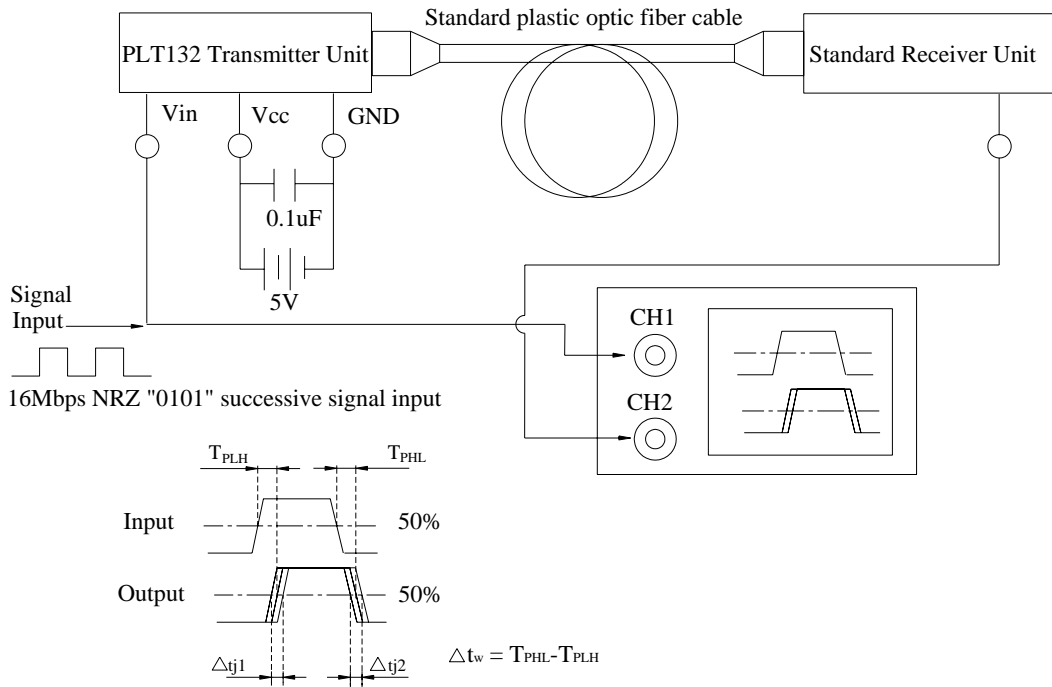 Standard plastic optic fiber cable
PLT132 Transmitter Unit
Standard Receiver Unit
Vin
Vcc
GND
0.1uF
5V
Signal
Input
CH1
CH2
16Mbps NRZ "0101" successive signal input
TPLH
TPHL
Input
50%
Output
50%
△tj1
△tj2
△tw = TPHL-TPLH